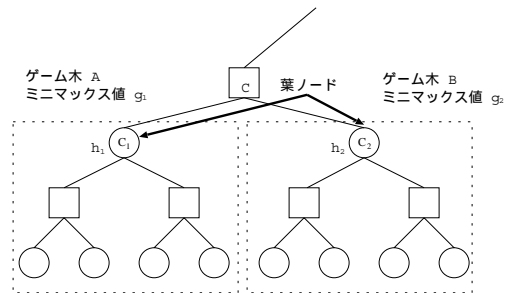 ゲーム木 A
ミニマックス値 g₁
C
葉ノード
ゲーム木 B
ミニマックス値 g₂
h₁
C₁
h₂
C₂